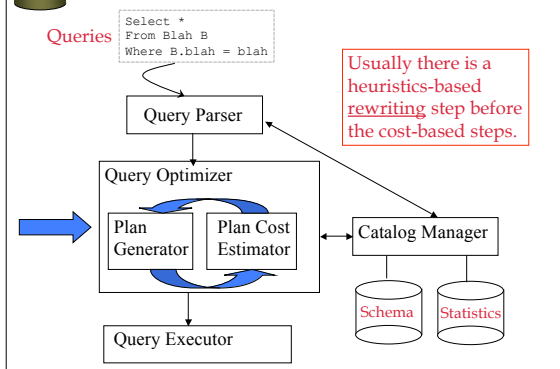 Queries
Select *
From Blah B
Where B.blah = blah
Usually there is a
heuristics-based
rewriting step before
the cost-based steps.
Query Parser
Query Optimizer
Plan
Generator
Plan Cost
Estimator
Catalog Manager
Schema
Statistics
Query Executor